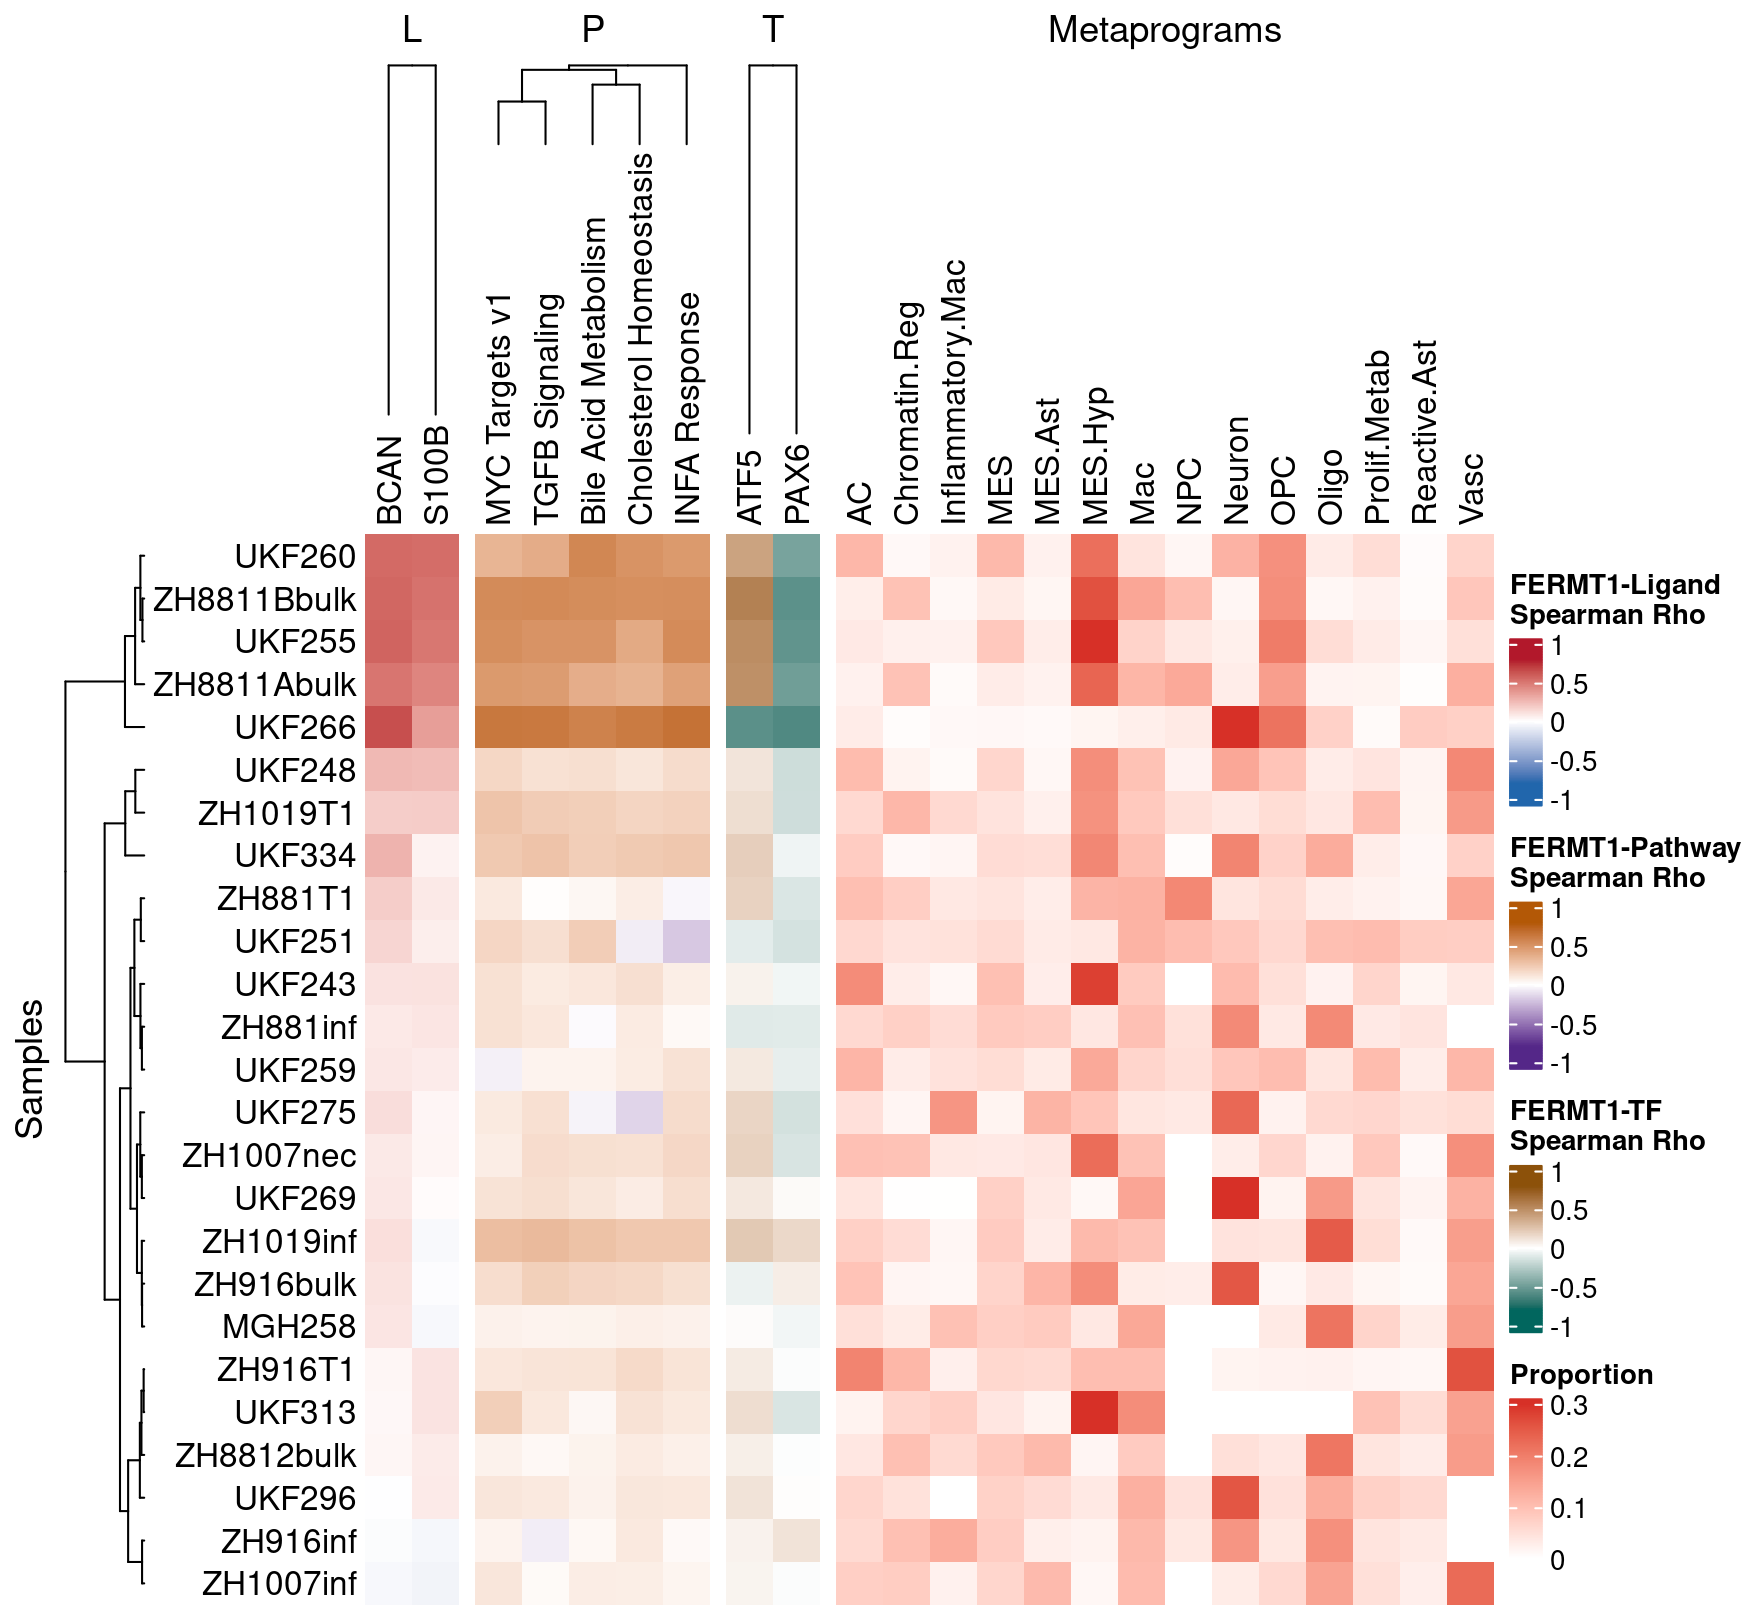 L P T Metaprograms
BCAN
S100B
MYC Targets v1
TGFB Signaling
Bile Acid Metabolism
Cholesterol Homeostasis
INFA Response
ATF5
PAX6
AC
Chromatin.Reg
Inflammatory.Mac
MES
MES.Ast
MES.Hyp
Mac
NPC
Neuron
OPC
Oligo
Prolif.Metab
Reactive.Ast
Vasc
Samples
UKF260
ZH8811Bbulk
UKF255
ZH8811Abulk
UKF266
UKF248
ZH1019T1
UKF334
ZH881T1
UKF251
UKF243
ZH881inf
UKF259
UKF275
ZH1007nec
UKF269
ZH1019inf
ZH916bulk
MGH258
ZH916T1
UKF313
ZH8812bulk
UKF296
ZH916inf
ZH1007inf
FERMT1-Ligand
Spearman Rho
1
0.5
0
-0.5
-1
FERMT1-Pathway
Spearman Rho
1
0.5
0
-0.5
-1
FERMT1-TF
Spearman Rho
1
0.5
0
-0.5
-1
Proportion
0.3
0.2
0.1
0